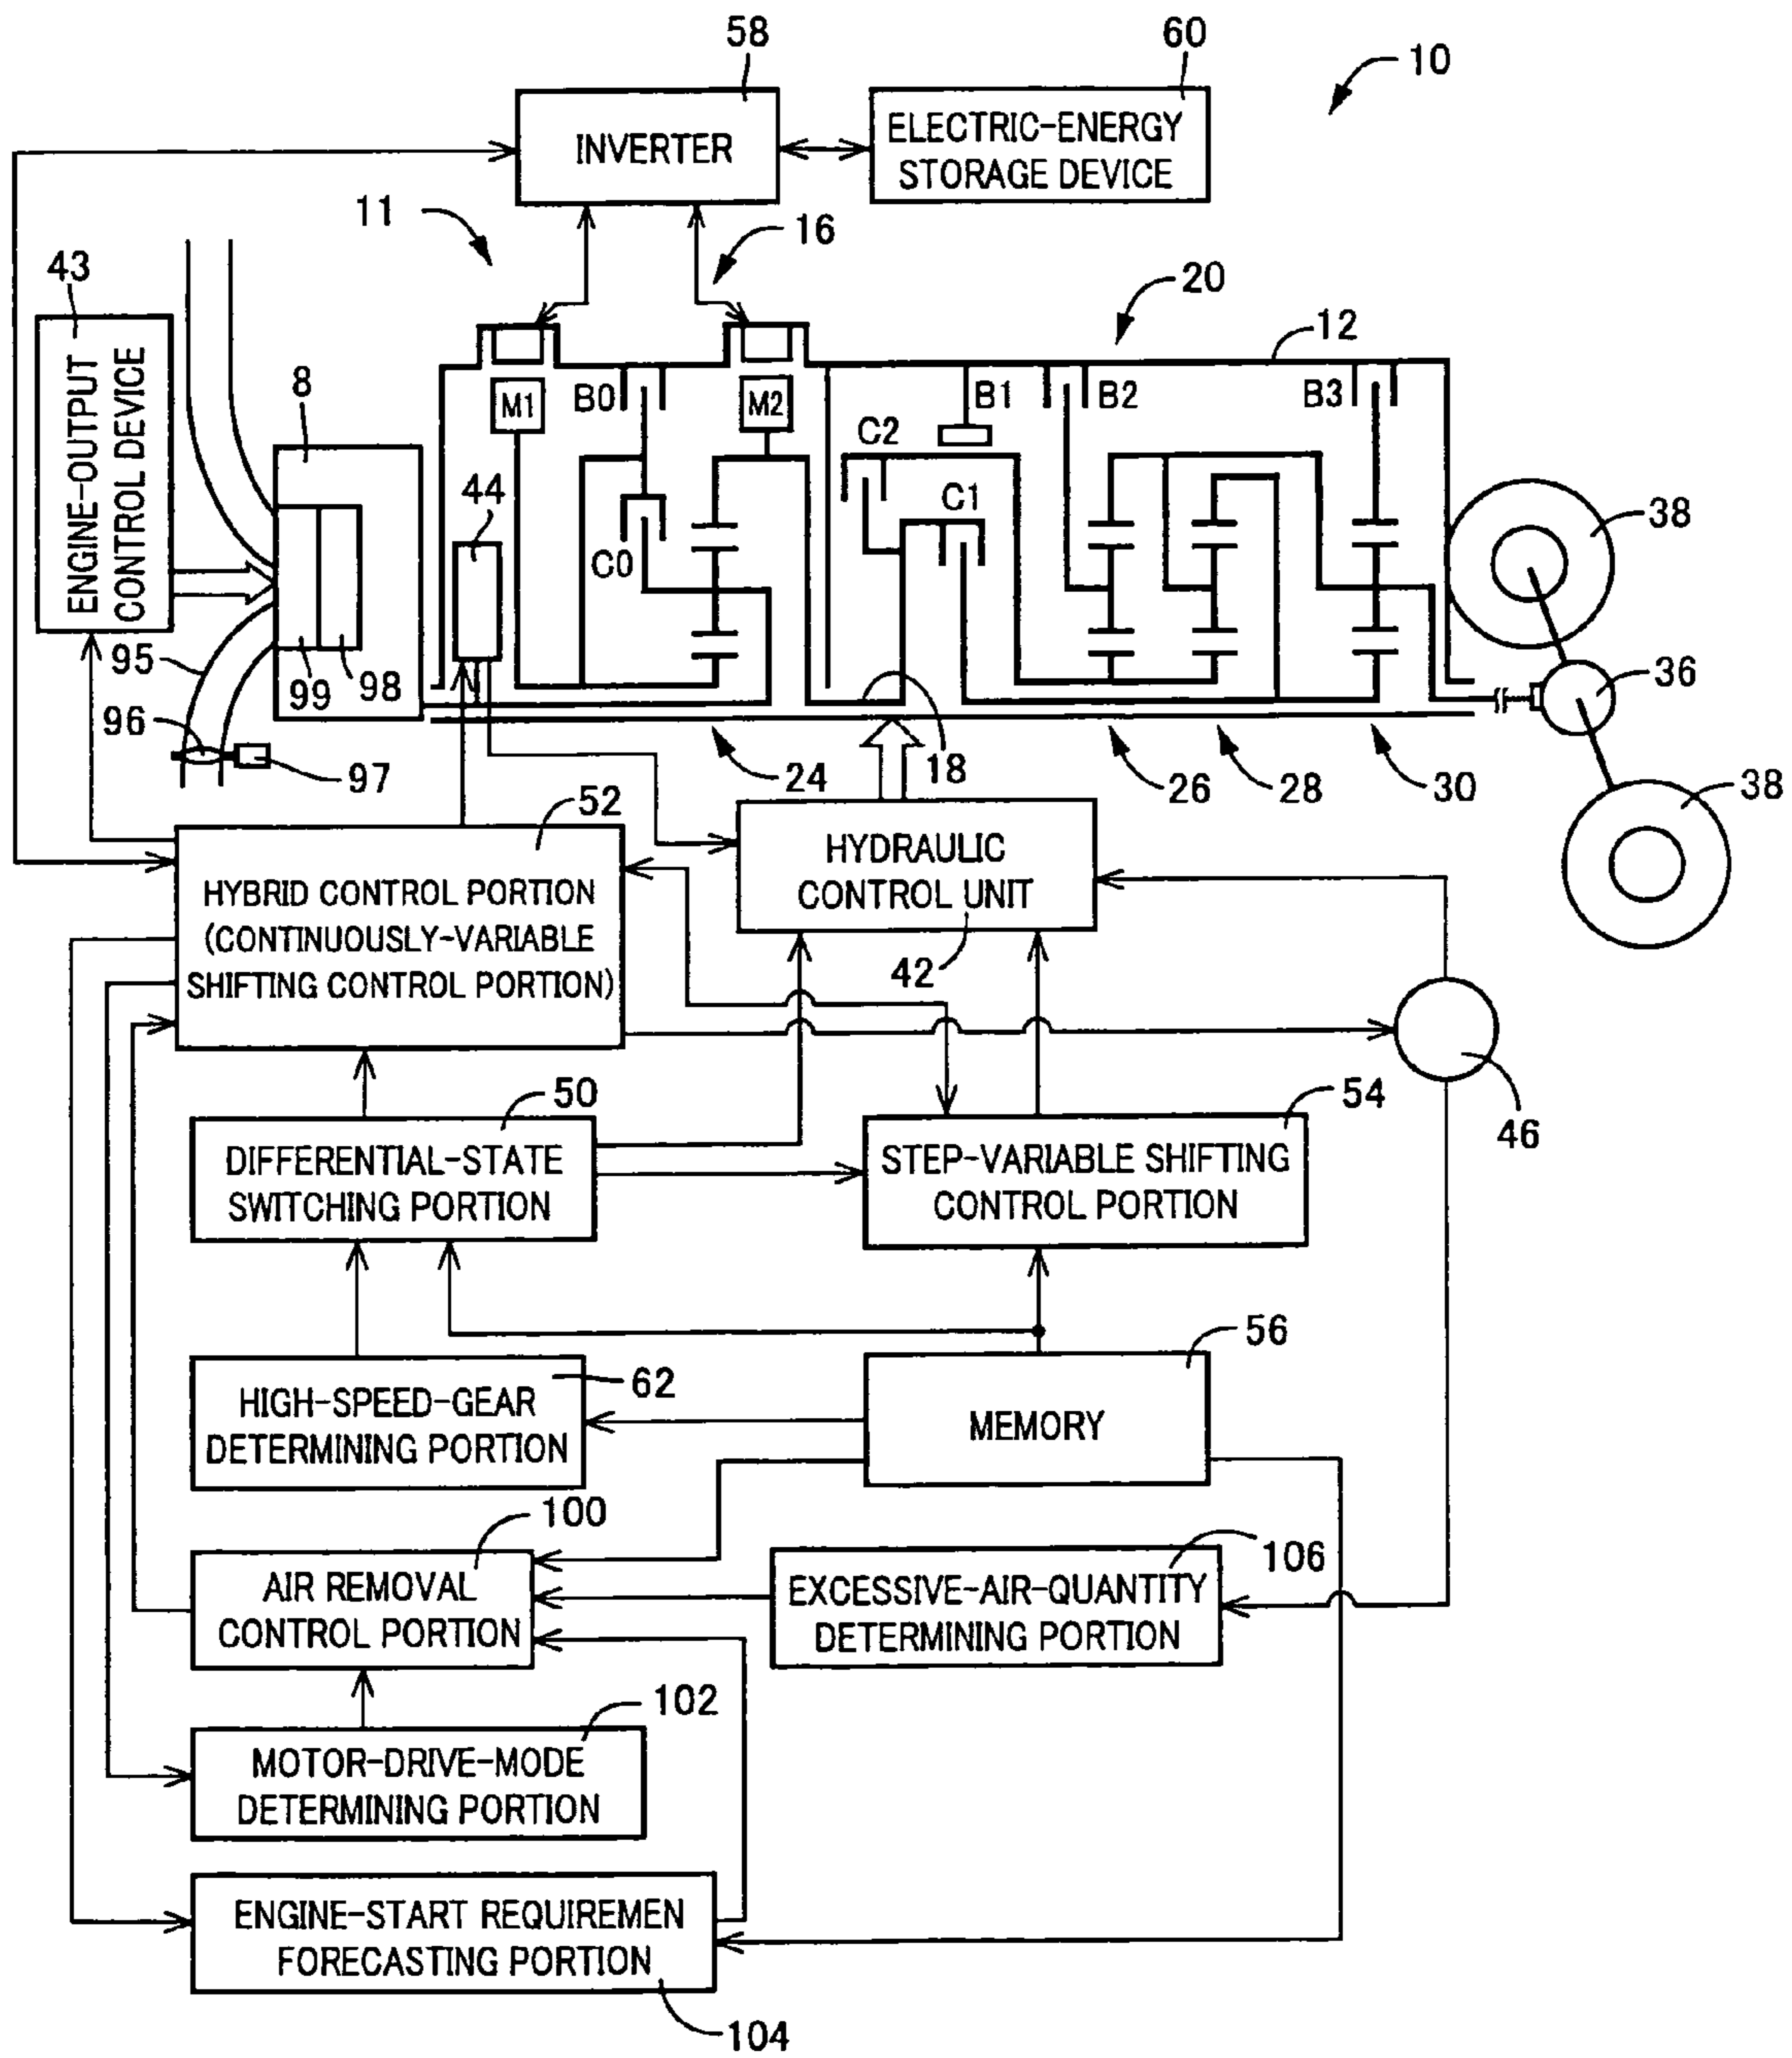 58
60
10
INVERTER
ELECTRIC-ENERGY
STORAGE DEVICE
11
16
43
20
12
ENGINE-OUTPUT
CONTROL DEVICE
8
M1
B0
M2
B1
B2
B3
C2
44
C1
38
C0
95
99
98
36
96
97
24
18
26
28
30
38
52
HYDRAULIC
CONTROL UNIT
42
HYBRID CONTROL PORTION
(CONTINUOUSLY-VARIABLE
SHIFTING CONTROL PORTION)
46
50
54
DIFFERENTIAL-STATE
SWITCHING PORTION
STEP-VARIABLE SHIFTING
CONTROL PORTION
56
62
HIGH-SPEED-GEAR
DETERMINING PORTION
MEMORY
100
106
AIR REMOVAL
CONTROL PORTION
EXCESSIVE-AIR-QUANTITY
DETERMINING PORTION
102
MOTOR-DRIVE-MODE
DETERMINING PORTION
ENGINE-START REQUIREMEN
FORECASTING PORTION
104